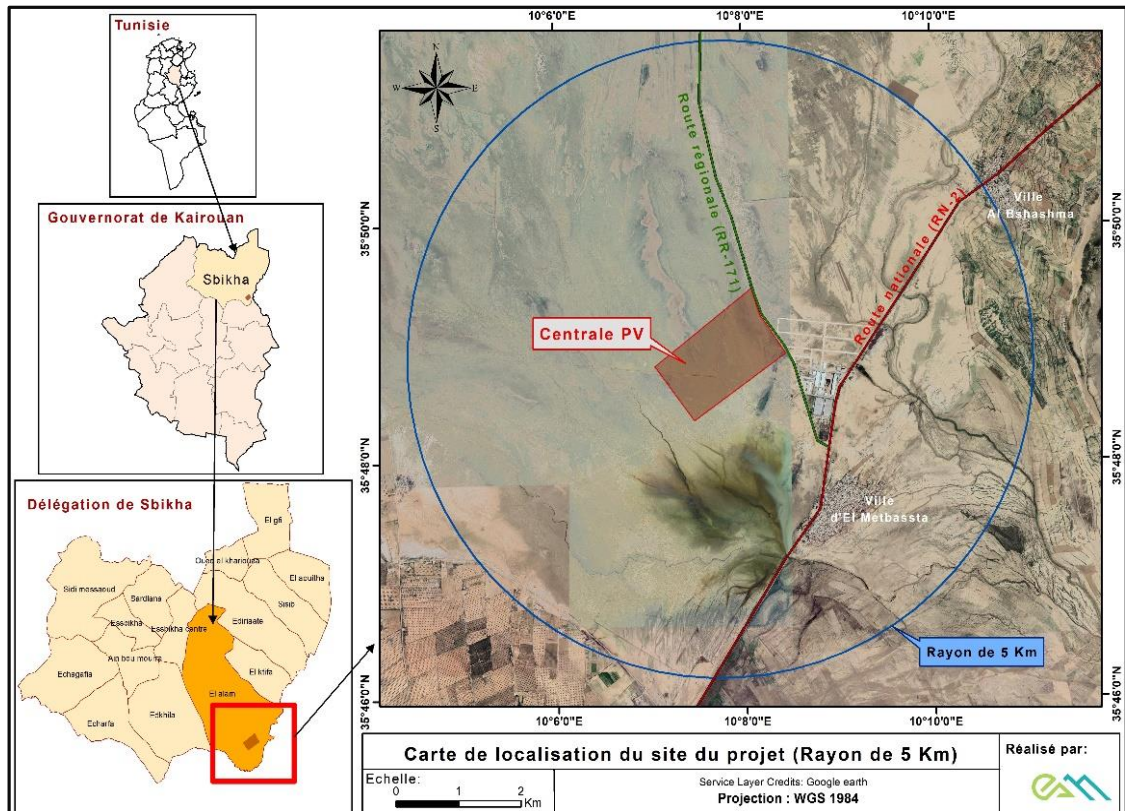 Tunisie
Gouvernorat de Kairouan
Sbikha
Délégation de Sbikha
El gfi
Oued el kharioua
El aouitha
Sidi messaoud
Sardiana
Sisib
Essbikha
Essbikha centre
Ediriaate
Ain bou mourra
Echagafia
El ktifa
El alam
Edkhila
Echarfa
10°6'0"E
10°8'0"E
10°10'0"E
N
W
E
S
35°50'0"N
35°48'0"N
35°46'0"N
Route régionale (RR-171)
Route nationale (RN-2)
Ville
Al Bshashma
Centrale PV
Ville
d'El Metbassta
Rayon de 5 Km
35°50'0"N
35°48'0"N
35°46'0"N
10°6'0"E
10°8'0"E
10°10'0"E
Carte de localisation du site du projet (Rayon de 5 Km)
Réalisé par:
Echelle:
0 1 2
Km
Service Layer Credits: Google earth
Projection : WGS 1984